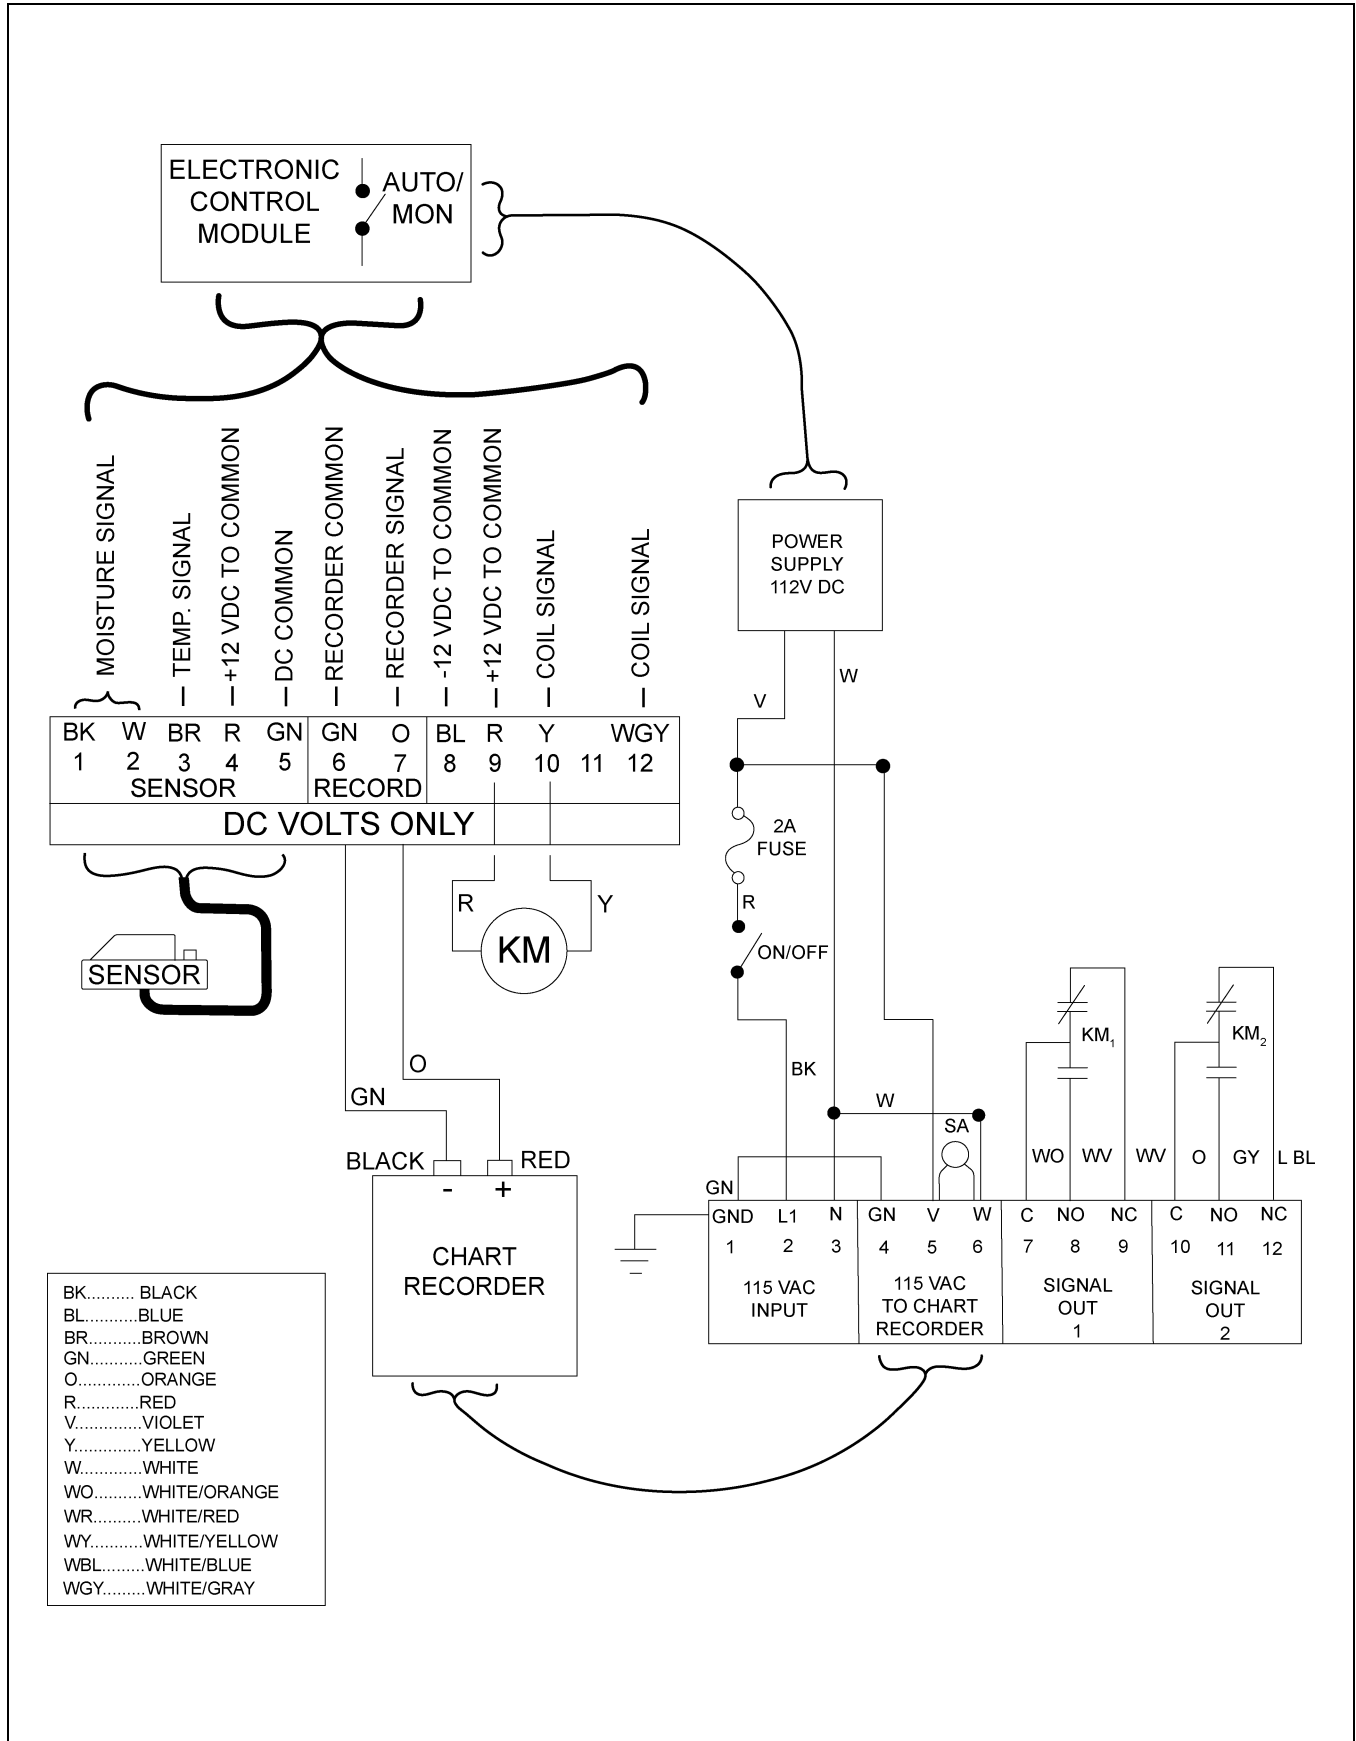 ELECTRONIC
CONTROL
MODULE
AUTO/
MON
MOISTURE SIGNAL
TEMP. SIGNAL
+12 VDC TO COMMON
DC COMMON
RECORDER COMMON
RECORDER SIGNAL
-12 VDC TO COMMON
+12 VDC TO COMMON
COIL SIGNAL
COIL SIGNAL
BK W BR R GN GN O BL R Y WGY
1 2 3 4 5 6 7 8 9 10 11 12
SENSOR RECORD
DC VOLTS ONLY
POWER
SUPPLY
112V DC
V
W
2A
FUSE
R
ON/OFF
BK
W
SA
R
Y
KM
SENSOR
O
GN
BLACK
RED
- +
CHART
RECORDER
KM1
KM2
WO WV WV O GY L BL
GN
GND L1 N GN V W C NO NC C NO NC
1 2 3 4 5 6 7 8 9 10 11 12
115 VAC
INPUT
115 VAC
TO CHART
RECORDER
SIGNAL
OUT
1
SIGNAL
OUT
2
BK.......... BLACK
BL...........BLUE
BR...........BROWN
GN...........GREEN
O.............ORANGE
R.............RED
V..............VIOLET
Y..............YELLOW
W.............WHITE
WO..........WHITE/ORANGE
WR..........WHITE/RED
WY...........WHITE/YELLOW
WBL.........WHITE/BLUE
WGY.........WHITE/GRAY